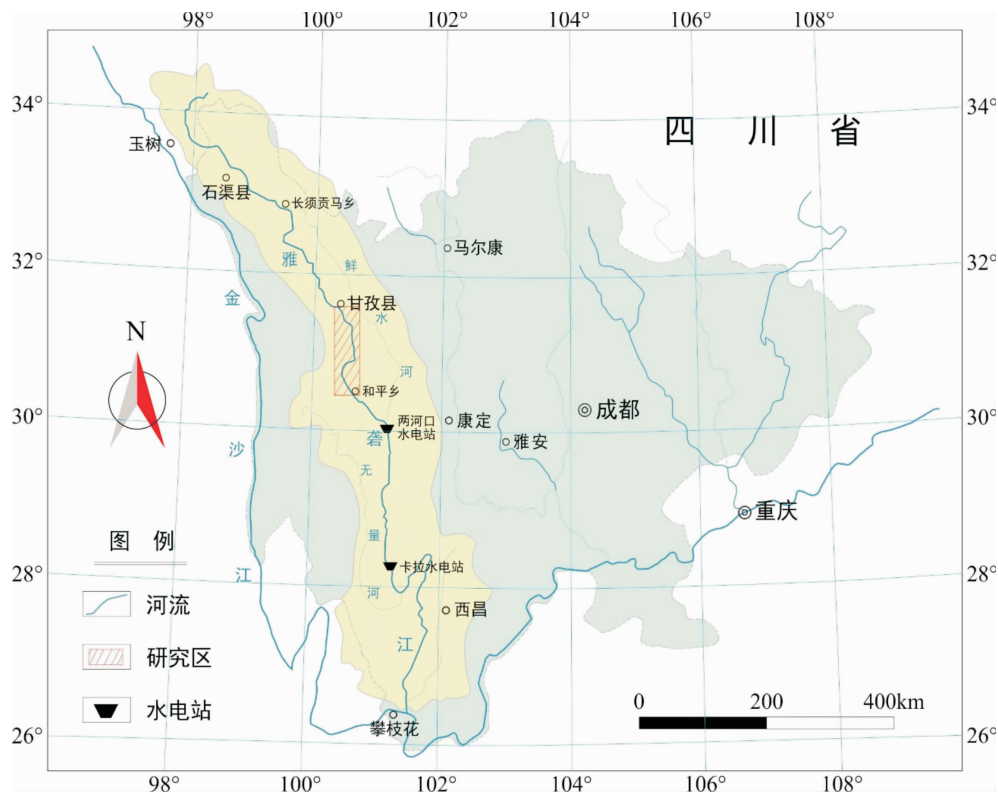 98° 100° 102° 104° 106° 108°
34° 34°
四 川 省
玉树
石渠县
长须贡马乡
马尔康
雅
鲜
32° 32°
金
甘孜县
水
N
河
和平乡
成都
30° 30°
两河口
水电站
康定
雅安
砻
沙
无
重庆
量
图 例
卡拉水电站
28° 28°
江
河
西昌
河流
江
研究区
水电站
0 200 400km
攀枝花
26° 26°
98° 100° 102° 104° 106° 108°